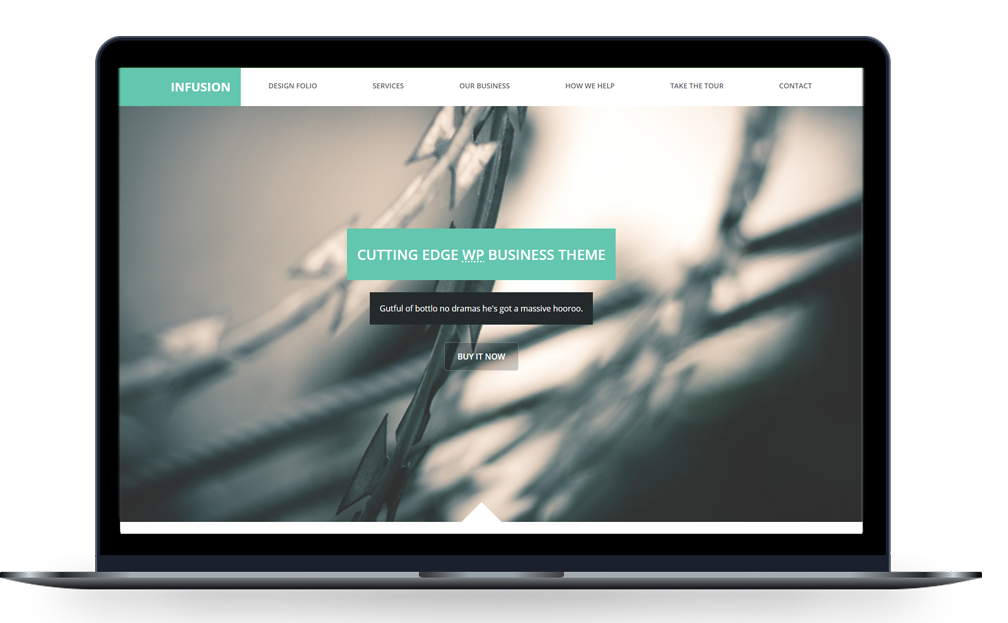 INFUSION DESIGN FOLIO SERVICES OUR BUSINESS HOW WE HELP TAKE THE TOUR CONTACT
CUTTING EDGE WP BUSINESS THEME
Gutful of bottlo no dramas he's got a massive hooroo.
BUY IT NOW